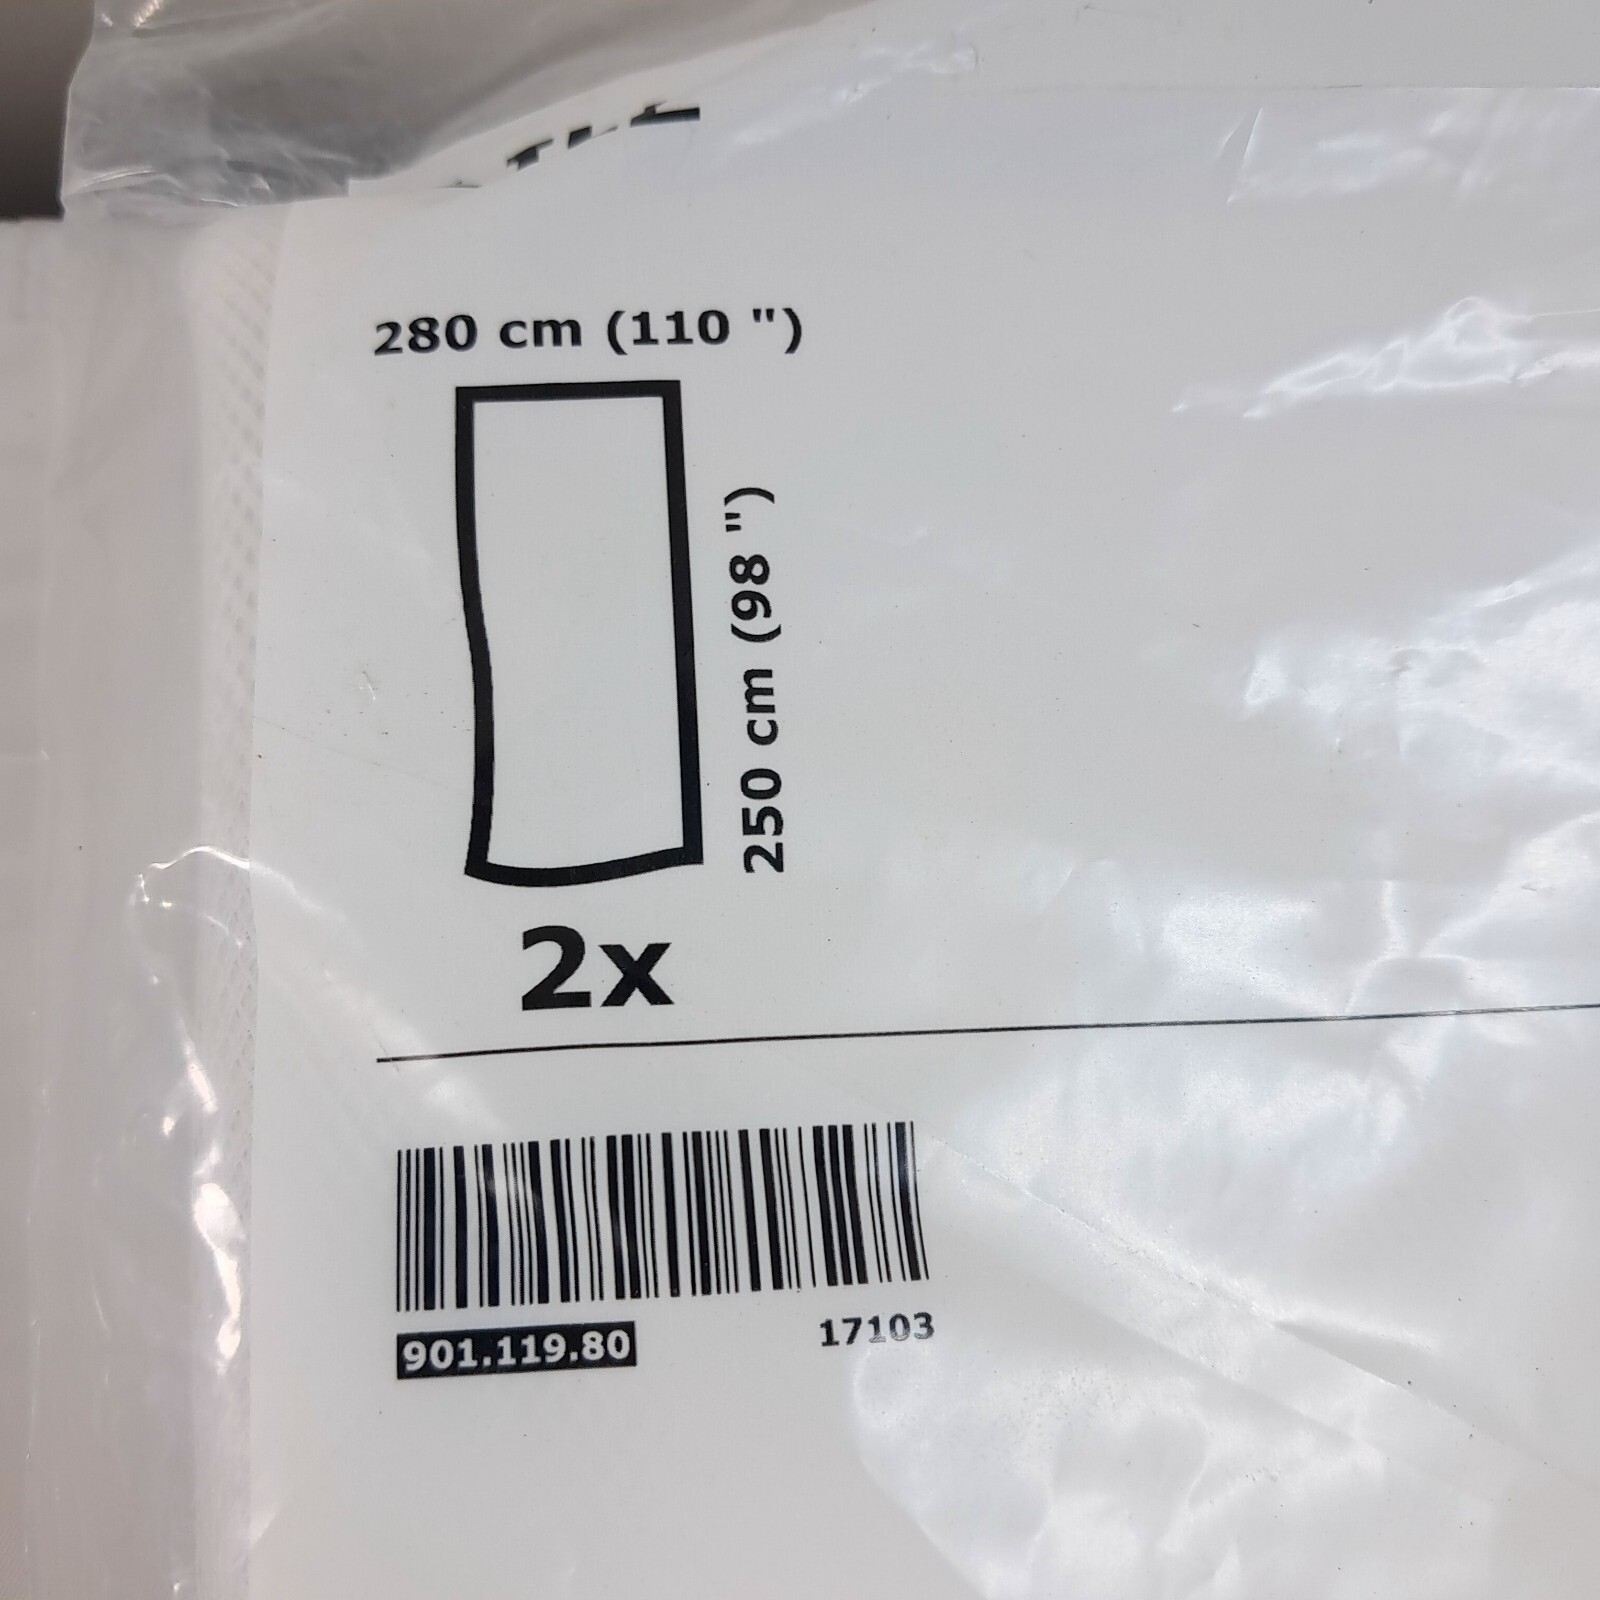 280 cm (110 ")
250 cm (98 ")
2x
901.119.80
17103